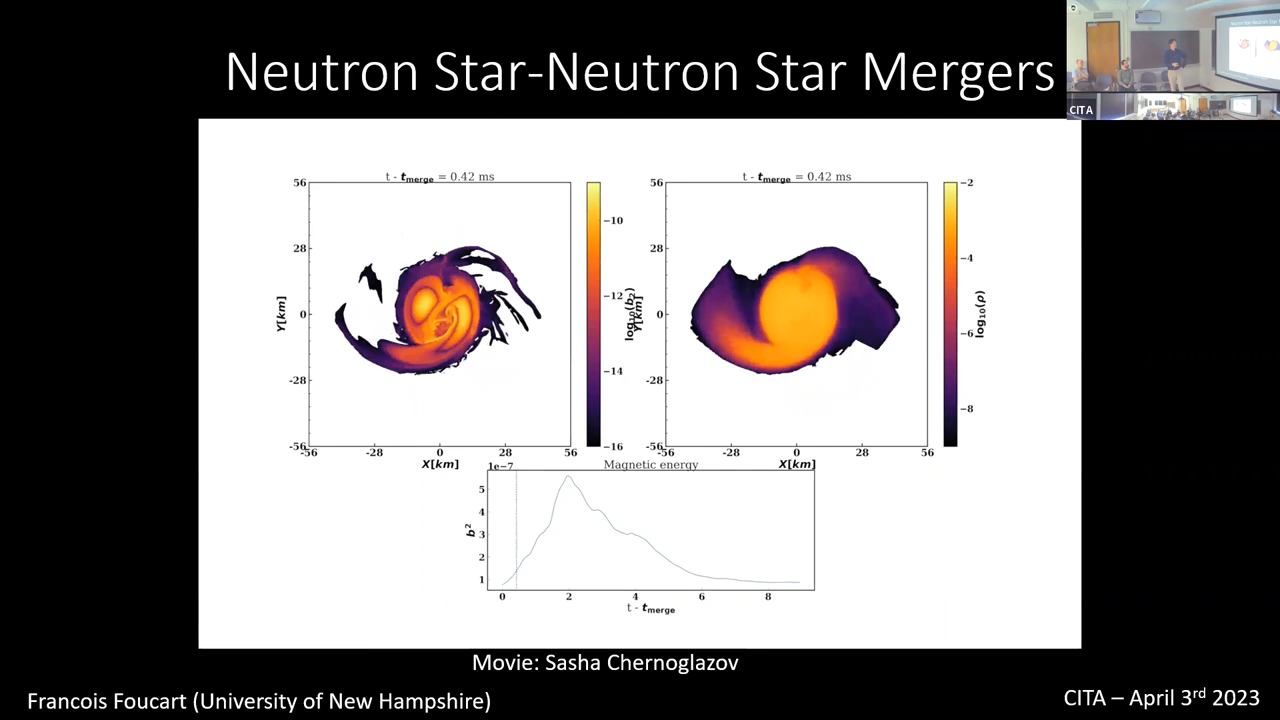 Neutron Star-Neutron Star Mergers
CITA
t - t_merge = 0.42 ms
56
28
0
-28
-56
Y[km]
-56 -28 0 28 56
X[km]
-10
-12
-14
-16
log10(b2)
t - t_merge = 0.42 ms
56
28
0
-28
-56
Y[km]
-56 -28 0 28 56
X[km]
-2
-4
-6
-8
log10(ρ)
Magnetic energy
1e−7
5
4
3
2
1
b²
0 2 4 6 8
t - t_merge
Movie: Sasha Chernoglazov
Francois Foucart (University of New Hampshire)
CITA – April 3rd 2023